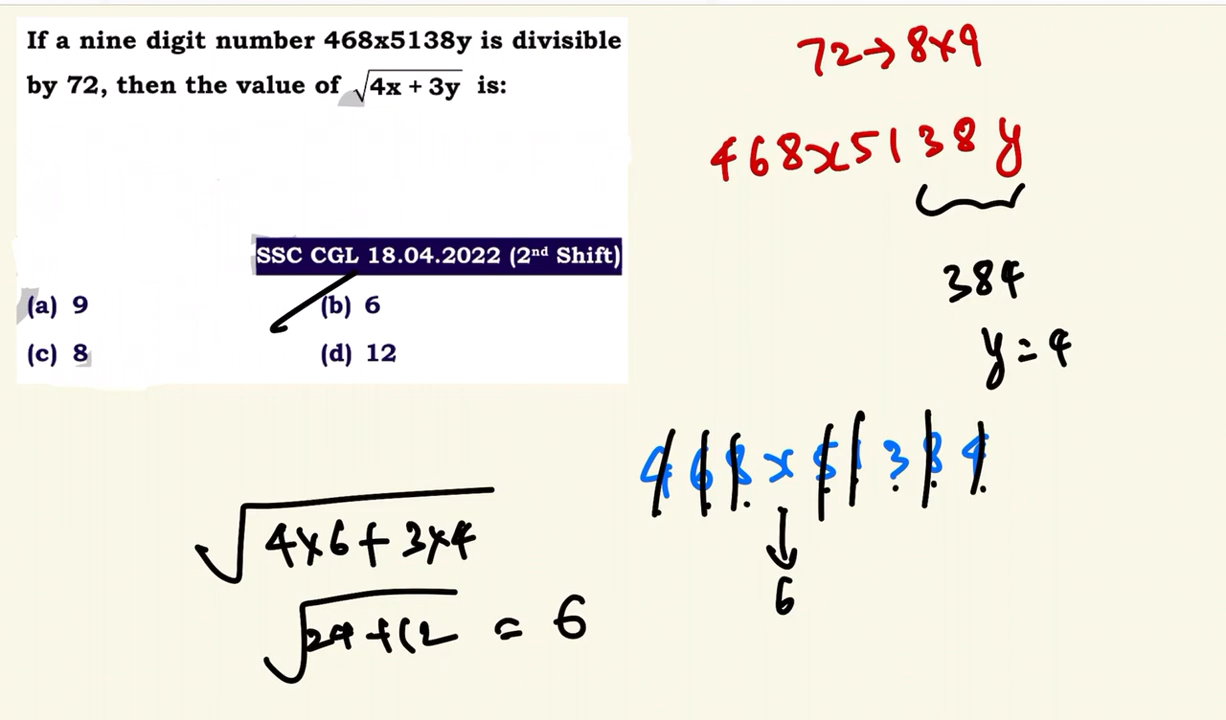 If a nine digit number 468x5138y is divisible
by 72, then the value of √4x + 3y is:
SSC CGL 18.04.2022 (2nd Shift)
(a) 9 (b) 6
(c) 8 (d) 12
72→8×9
468x5138y
384
y=4
468x51384
6
√4×6+3×4
√24+12 = 6